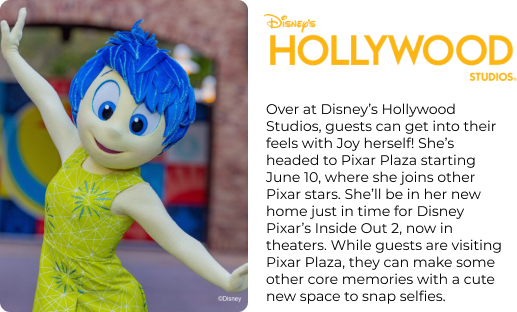 Disney's
HOLLYWOOD
STUDIOS®
Over at Disney’s Hollywood
Studios, guests can get into their
feels with Joy herself! She’s
headed to Pixar Plaza starting
June 10, where she joins other
Pixar stars. She’ll be in her new
home just in time for Disney
Pixar’s Inside Out 2, now in
theaters. While guests are visiting
Pixar Plaza, they can make some
other core memories with a cute
new space to snap selfies.
©Disney